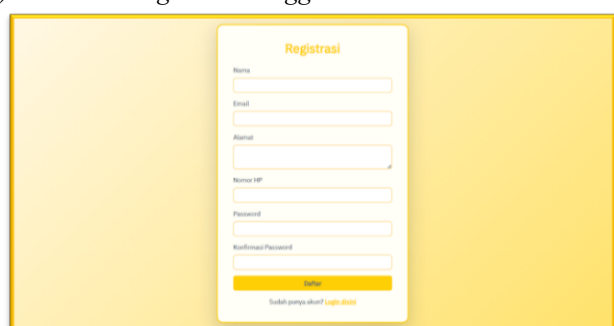 Registrasi
Nama
Email
Alamat
Nomor HP
Password
Konfirmasi Password
Daftar
Sudah punya akun? Login disini